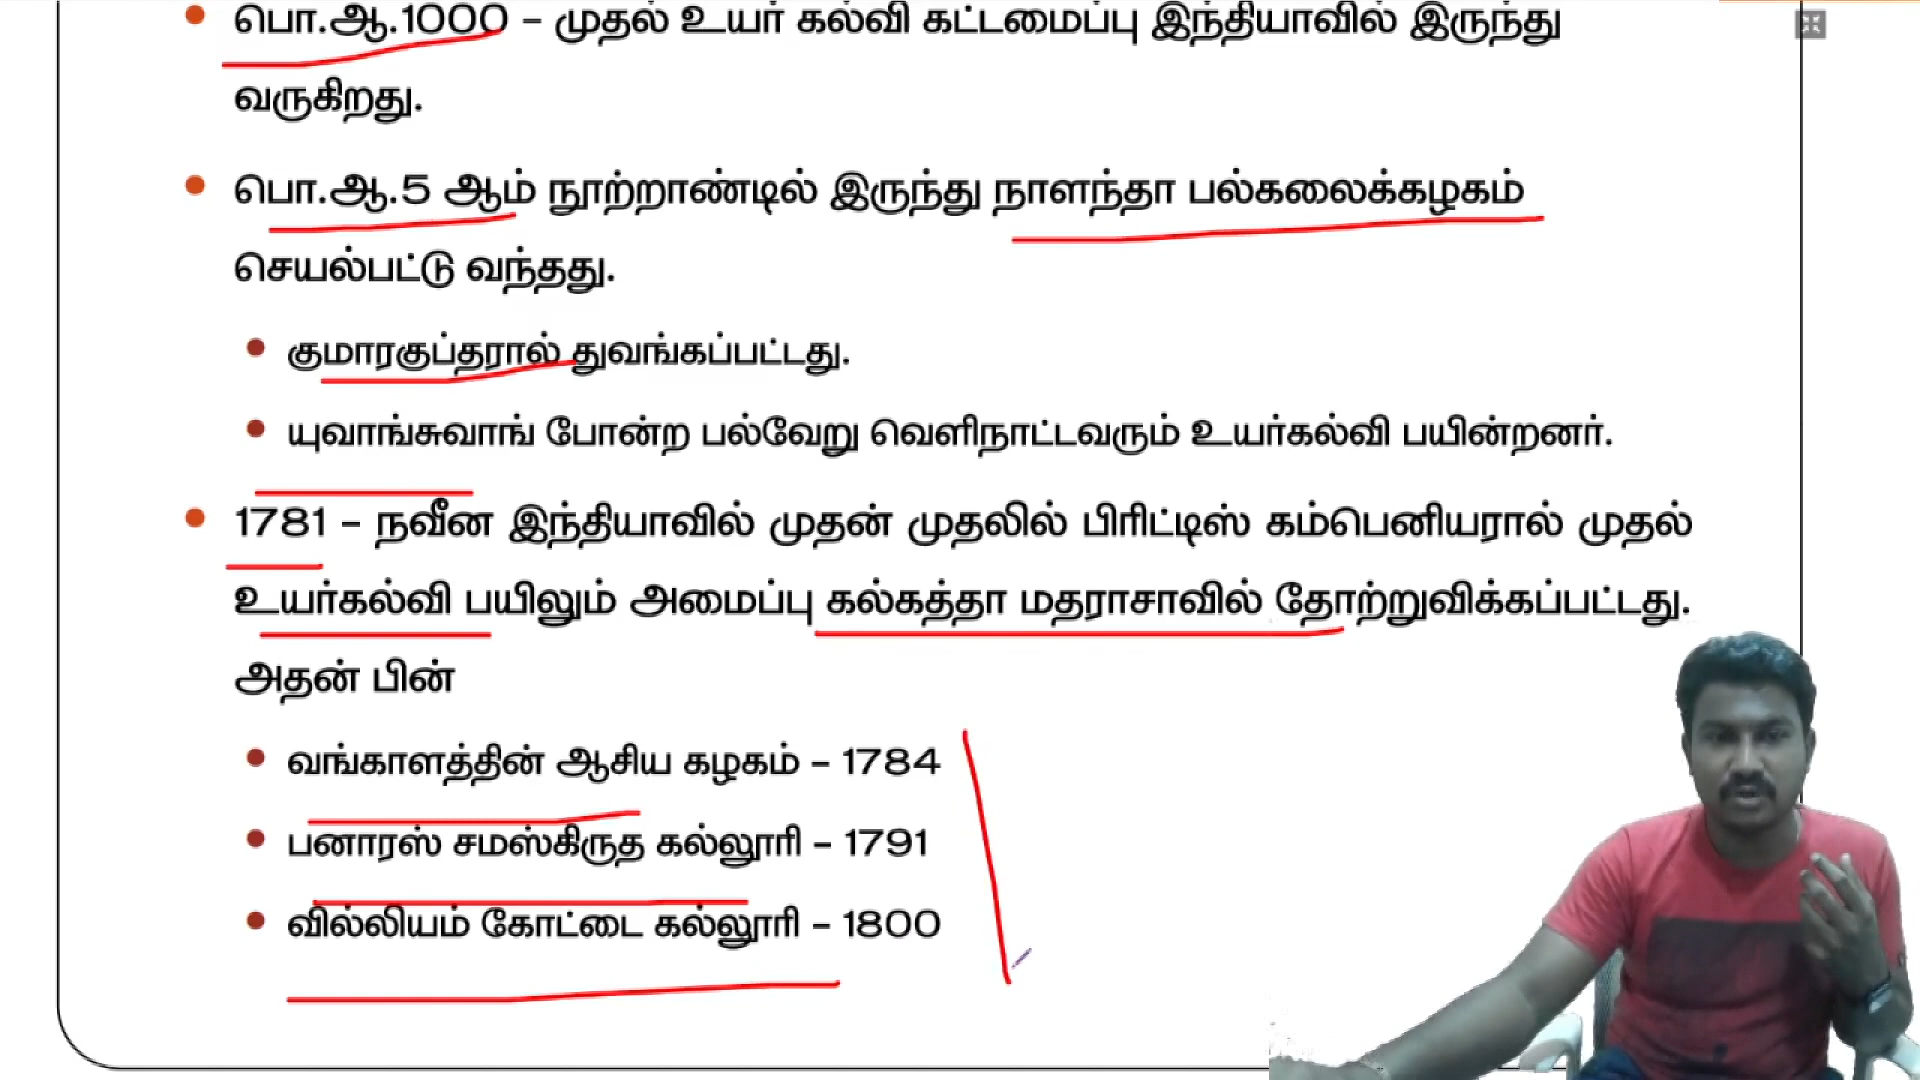 பொ.ஆ.1000 – முதல் உயர் கல்வி கட்டமைப்பு இந்தியாவில் இருந்து
வருகிறது.
பொ.ஆ.5 ஆம் நூற்றாண்டில் இருந்து நாளந்தா பல்கலைக்கழகம்
செயல்பட்டு வந்தது.
குமாரகுப்தரால் துவங்கப்பட்டது.
யுவாங்சுவாங் போன்ற பல்வேறு வெளிநாட்டவரும் உயர்கல்வி பயின்றனர்.
1781 – நவீன இந்தியாவில் முதன் முதலில் பிரிட்டிஸ் கம்பெனியரால் முதல்
உயர்கல்வி பயிலும் அமைப்பு கல்கத்தா மதராசாவில் தோற்றுவிக்கப்பட்டது.
அதன் பின்
வங்காளத்தின் ஆசிய கழகம் – 1784
பனாரஸ் சமஸ்கிருத கல்லூரி – 1791
வில்லியம் கோட்டை கல்லூரி – 1800